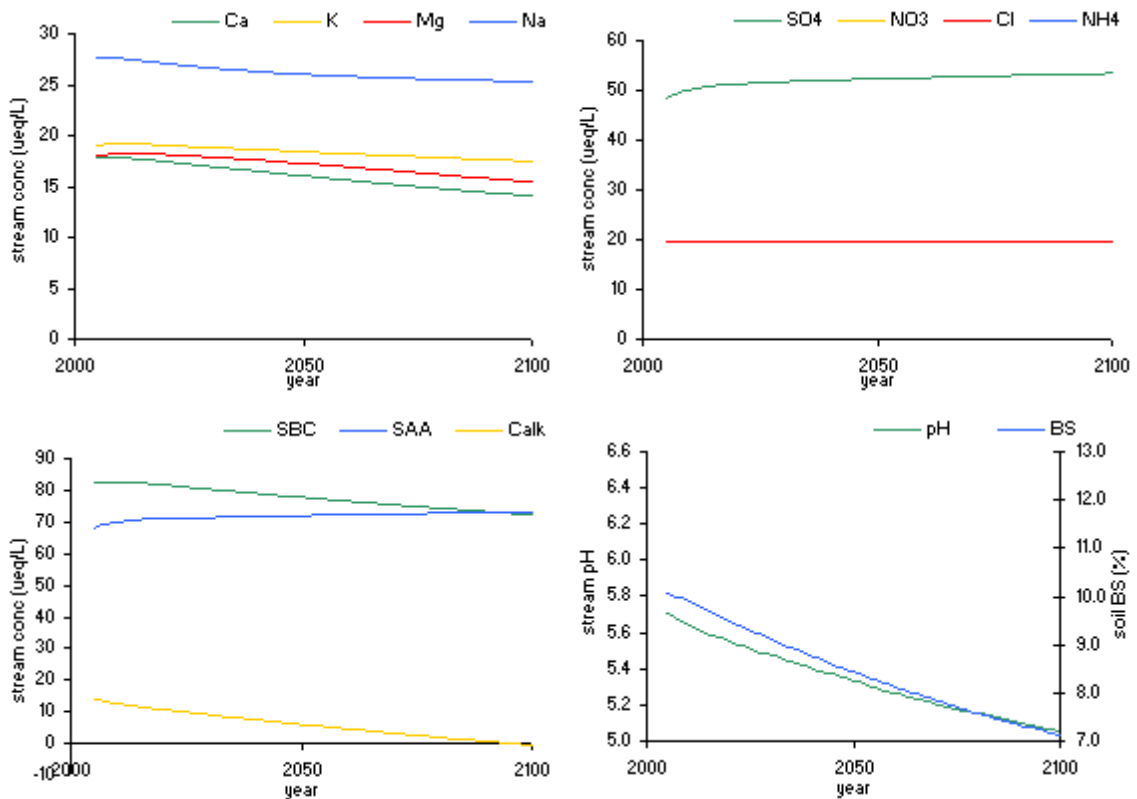 Ca K Mg Na
30
25
20
15
10
5
0
stream conc (ueq/L)
2000 2050 2100
year
SO4 NO3 Cl NH4
60
50
40
30
20
10
0
stream conc (ueq/L)
2000 2050 2100
year
SBC SAA Calk
90
80
70
60
50
40
30
20
10
0
-10
stream conc (ueq/L)
2000 2050 2100
year
pH BS
6.6
6.4
6.2
6.0
5.8
5.6
5.4
5.2
5.0
stream pH
13.0
12.0
11.0
10.0
9.0
8.0
7.0
soil BS (%)
2000 2050 2100
year